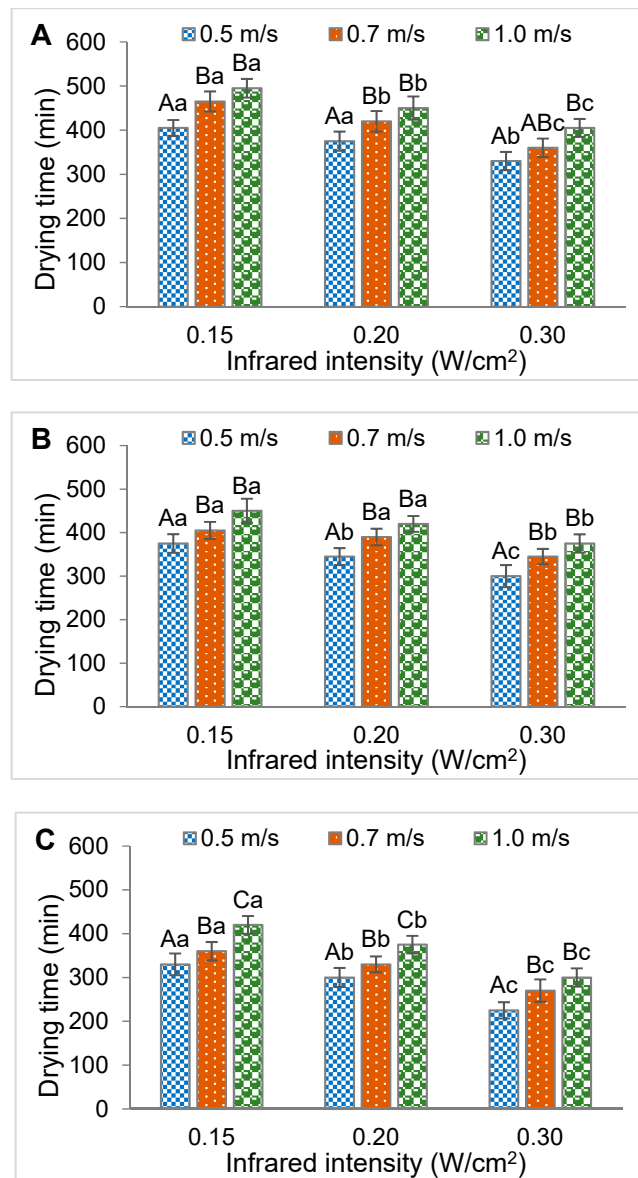 A 0.5 m/s 0.7 m/s 1.0 m/s
600
500
400
300
200
100
0
Drying time (min)
Aa Ba Ba Aa Bb Bb Ab ABc Bc
0.15 0.20 0.30
Infrared intensity (W/cm²)
B 0.5 m/s 0.7 m/s 1.0 m/s
600
500
400
300
200
100
0
Drying time (min)
Aa Ba Ba Ab Ba Ba Ac Bb Bb
0.15 0.20 0.30
Infrared intensity (W/cm²)
C 0.5 m/s 0.7 m/s 1.0 m/s
600
500
400
300
200
100
0
Drying time (min)
Aa Ba Ca Ab Bb Cb Ac Bc Bc
0.15 0.20 0.30
Infrared intensity (W/cm²)